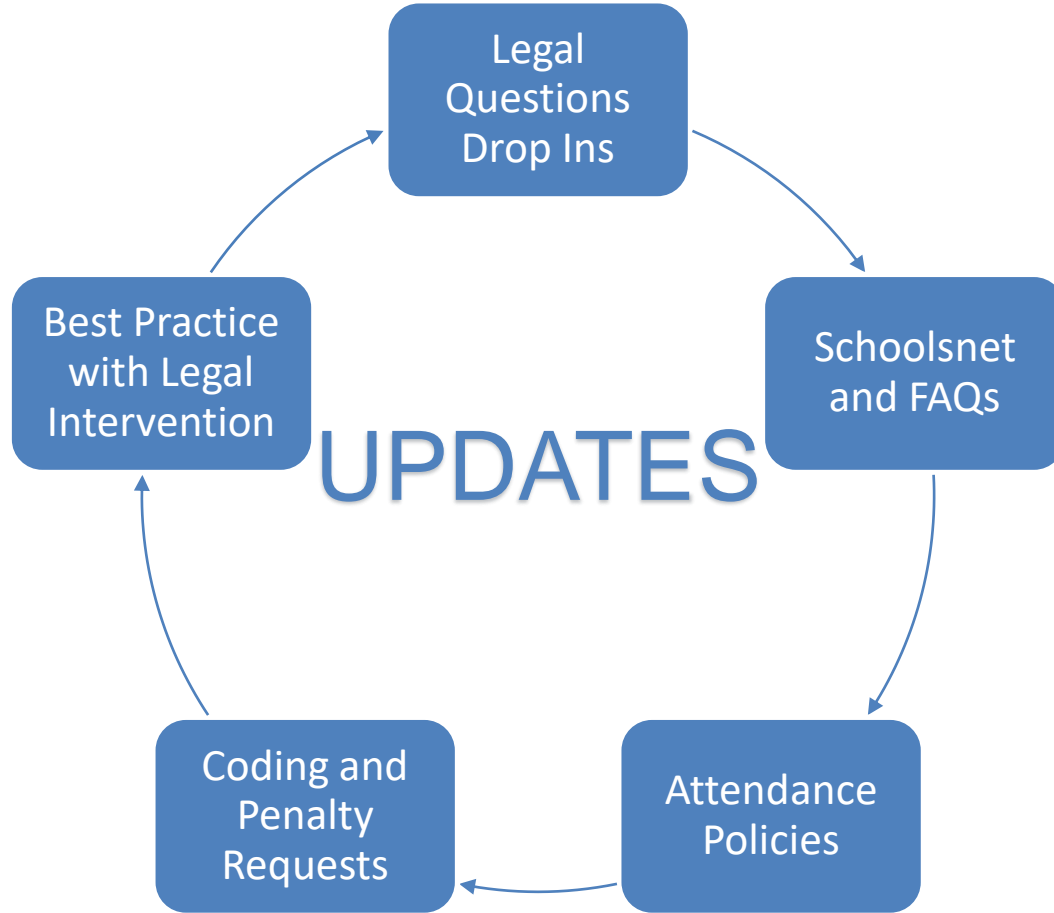 Legal
Questions
Drop Ins
Schoolsnet
and FAQs
Attendance
Policies
Coding and
Penalty
Requests
Best Practice
with Legal
Intervention
UPDATES